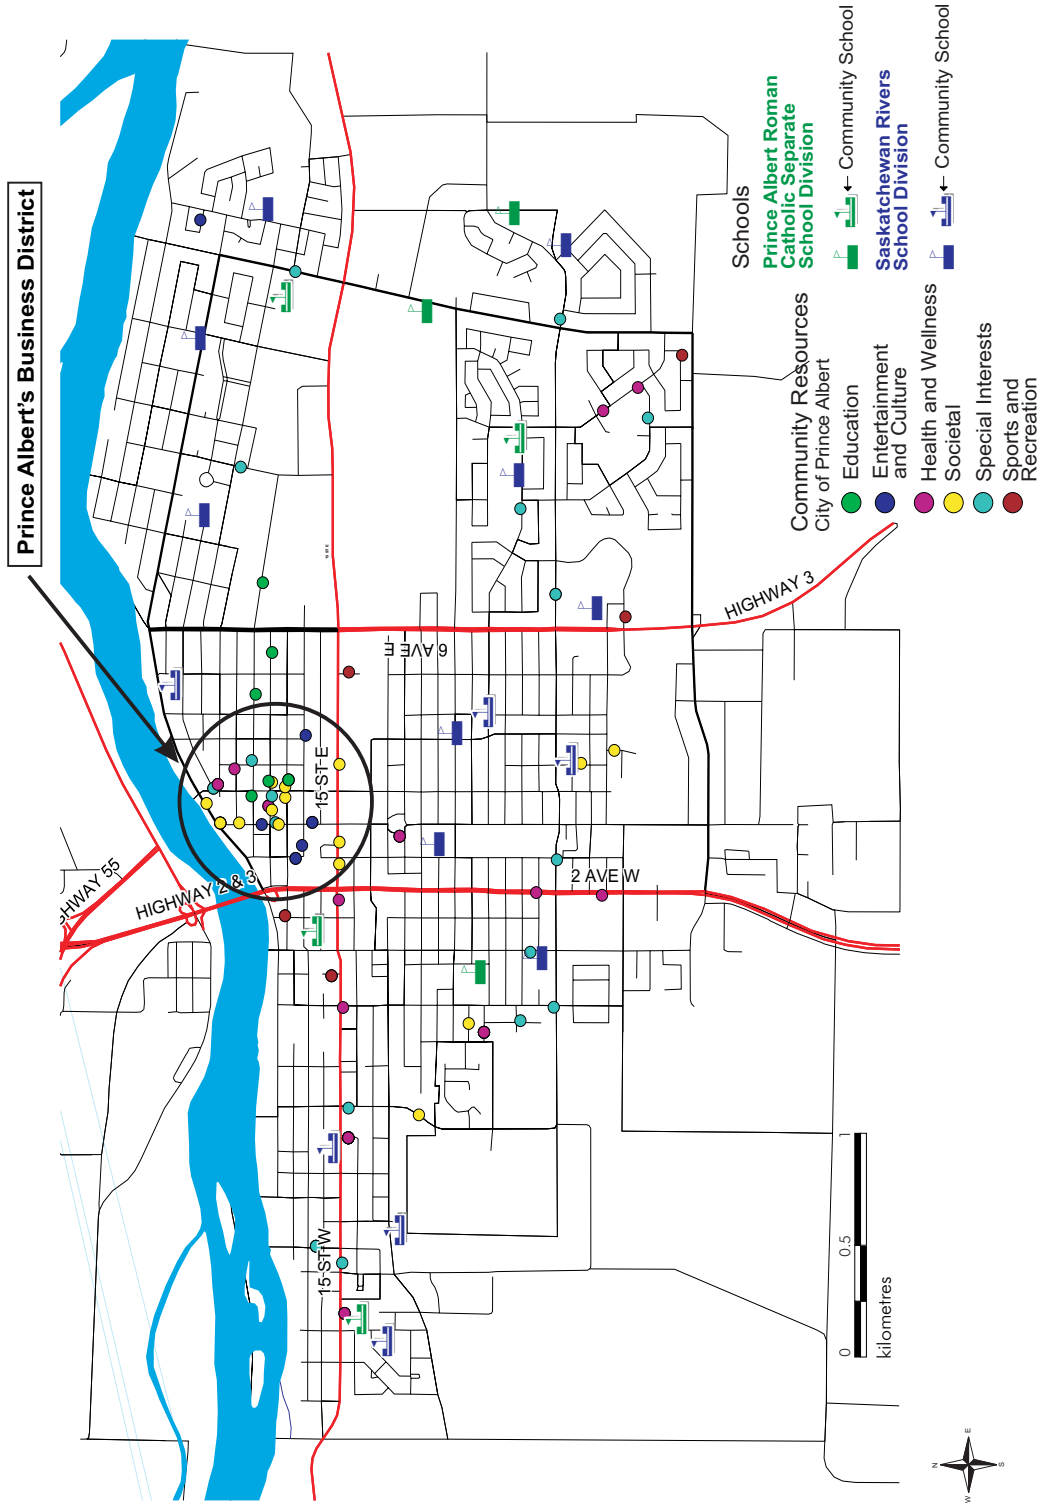 Prince Albert's Business District
HIGHWAY 55
HIGHWAY 2 & 3
15 ST E
6 AVE E
2 AVE W
15 ST W
HIGHWAY 3
Schools
Prince Albert Roman
Catholic Separate
School Division
Community School
Saskatchewan Rivers
School Division
Community School
Community Resources
City of Prince Albert
Education
Entertainment
and Culture
Health and Wellness
Societal
Special Interests
Sports and
Recreation
0 0.5 1
kilometres
N
W E
S